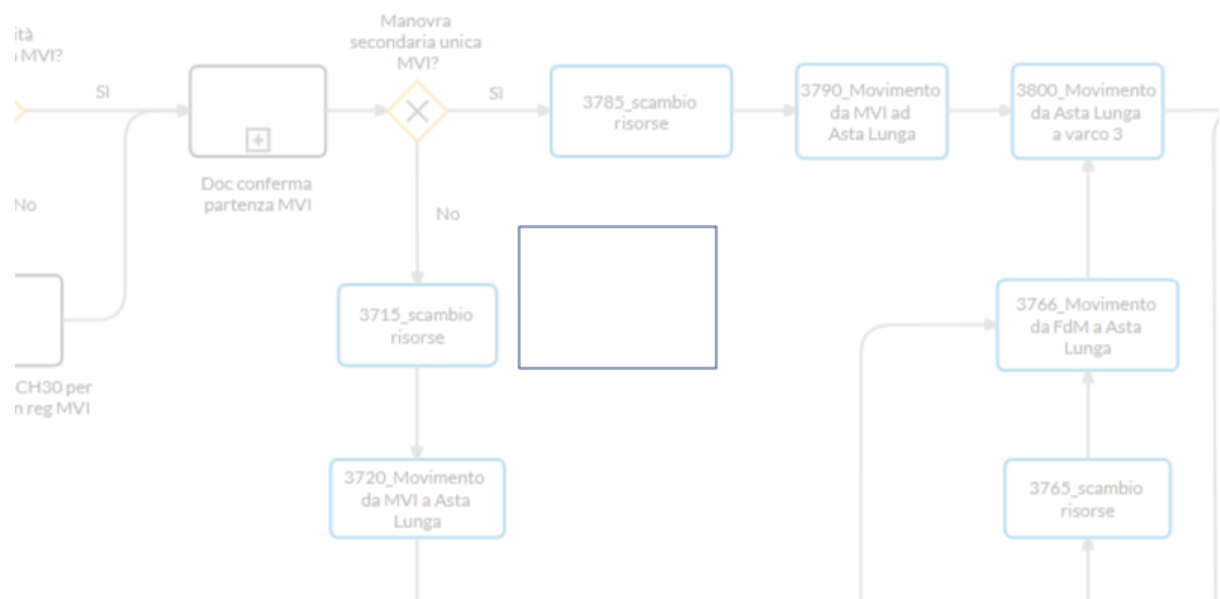 ità
MVI?
Sì
No
CH30 per
n reg MVI
Doc conferma
partenza MVI
Manovra
secondaria unica
MVI?
Sì
No
3785_scambio
risorse
3790_Movimento
da MVI ad
Asta Lunga
3800_Movimento
da Asta Lunga
a varco 3
3715_scambio
risorse
3720_Movimento
da MVI a Asta
Lunga
3766_Movimento
da FdM a Asta
Lunga
3765_scambio
risorse